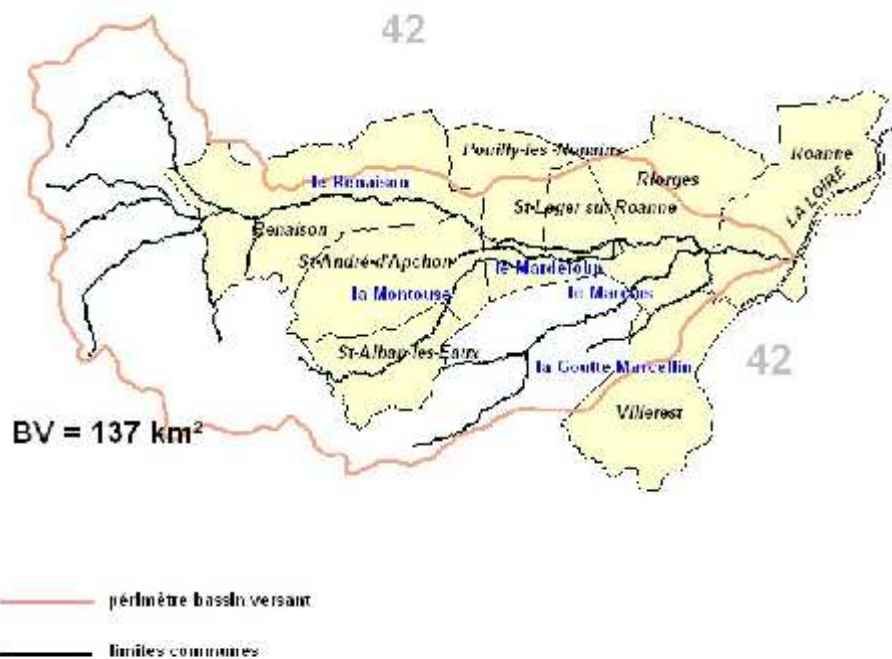 42
Pouilly-les-Nonains
Roanne
Riorges
le Renaison
St-Leger sur Roanne
LA LOIRE
Renaison
St-André-d'Apchon
le Mardeloup
la Montouse
le Marclus
St-Alban-les-Eaux
la Goutte Marcellin
42
Villerest
BV = 137 km²
périmètre bassin versant
limites communes